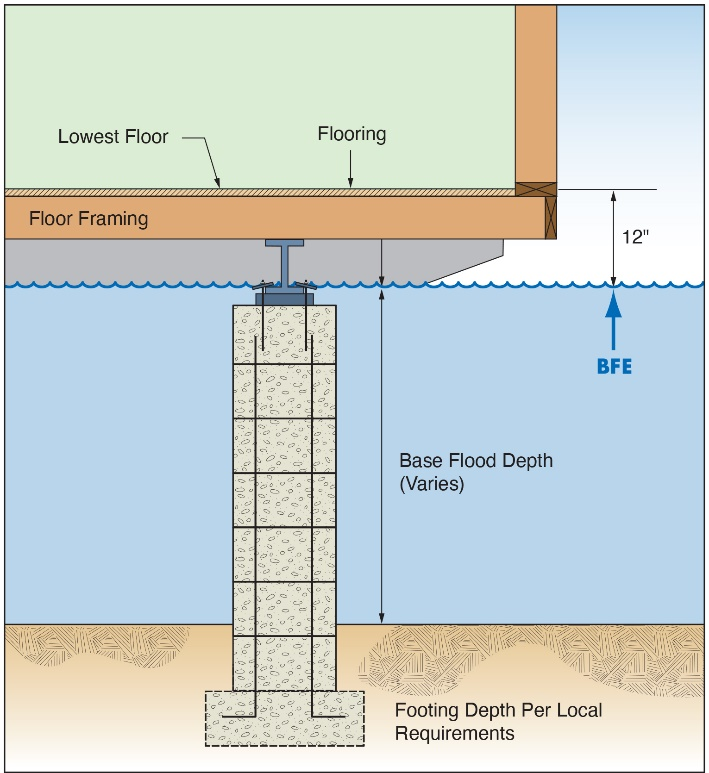 Lowest Floor
Flooring
Floor Framing
12"
BFE
Base Flood Depth
(Varies)
Footing Depth Per Local
Requirements